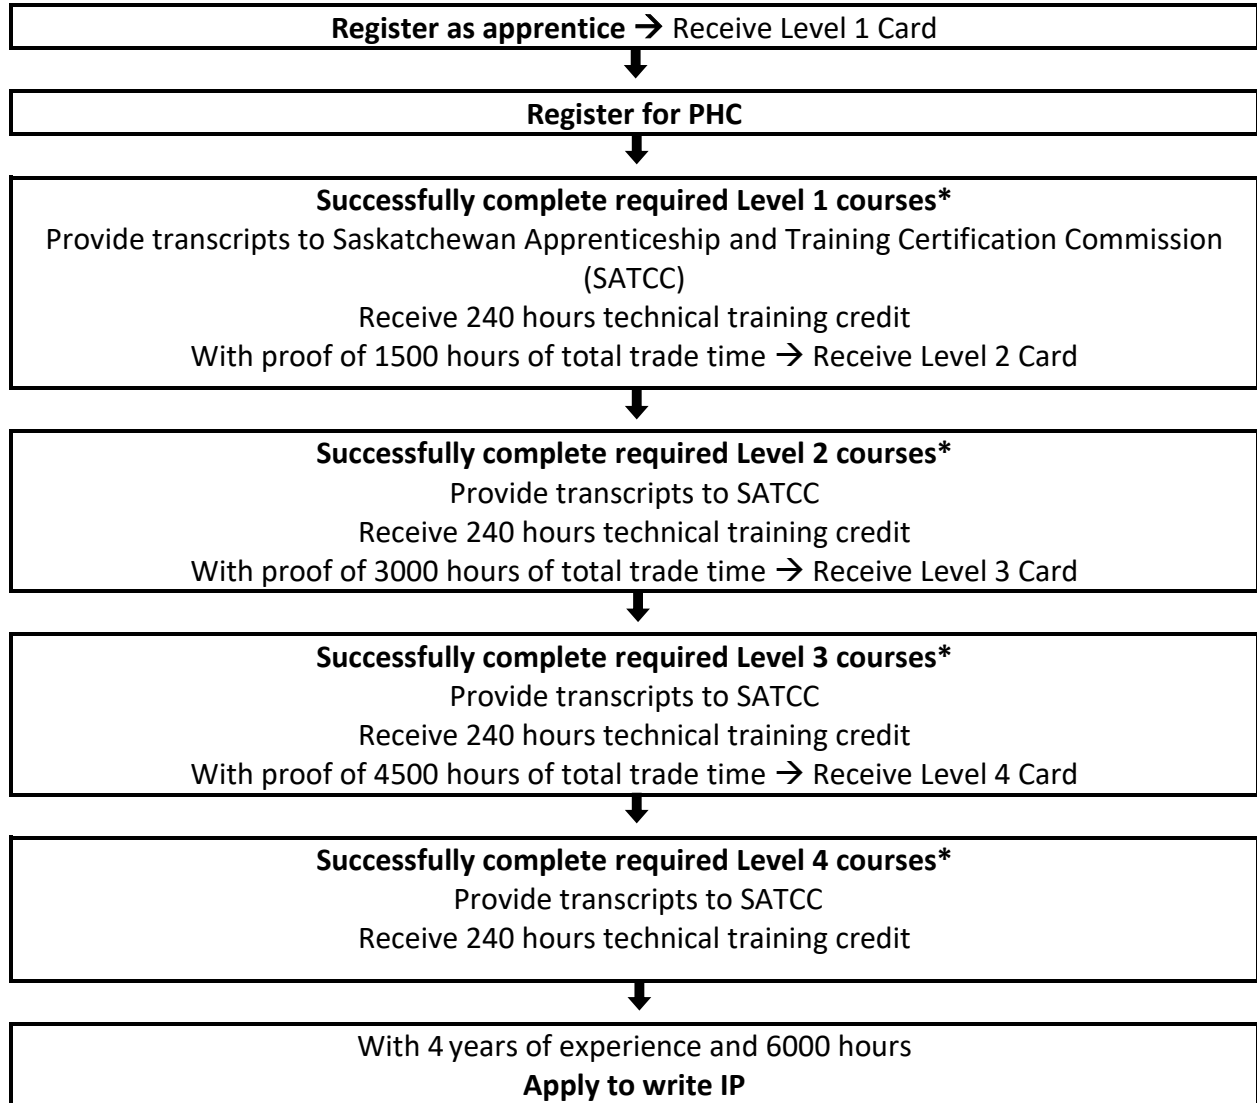 Register as apprentice → Receive Level 1 Card
Register for PHC
Successfully complete required Level 1 courses*
Provide transcripts to Saskatchewan Apprenticeship and Training Certification Commission
(SATCC)
Receive 240 hours technical training credit
With proof of 1500 hours of total trade time → Receive Level 2 Card
Successfully complete required Level 2 courses*
Provide transcripts to SATCC
Receive 240 hours technical training credit
With proof of 3000 hours of total trade time → Receive Level 3 Card
Successfully complete required Level 3 courses*
Provide transcripts to SATCC
Receive 240 hours technical training credit
With proof of 4500 hours of total trade time → Receive Level 4 Card
Successfully complete required Level 4 courses*
Provide transcripts to SATCC
Receive 240 hours technical training credit
With 4 years of experience and 6000 hours
Apply to write IP